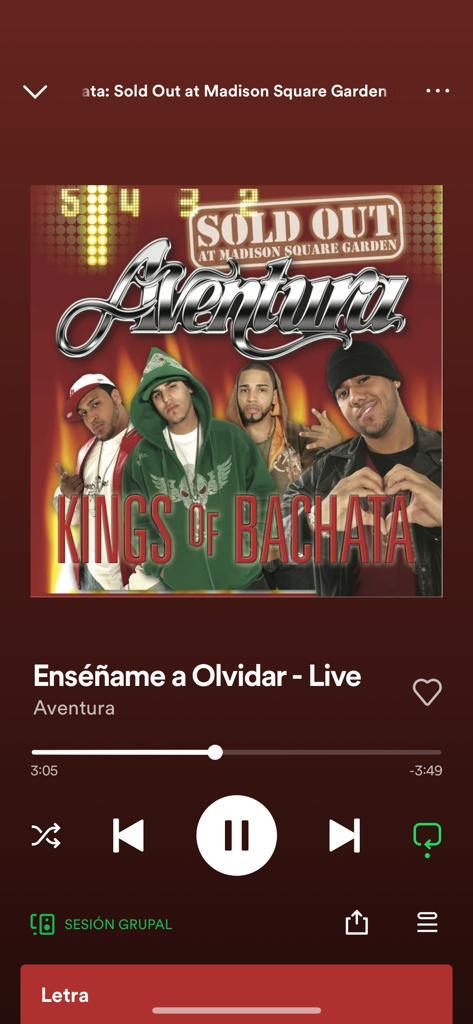 ata: Sold Out at Madison Square Garden
5 4 3 2
SOLD OUT
AT MADISON SQUARE GARDEN
Aventura
KINGS OF BACHATA
Enséñame a Olvidar - Live
Aventura
3:05
-3:49
SESIÓN GRUPAL
Letra